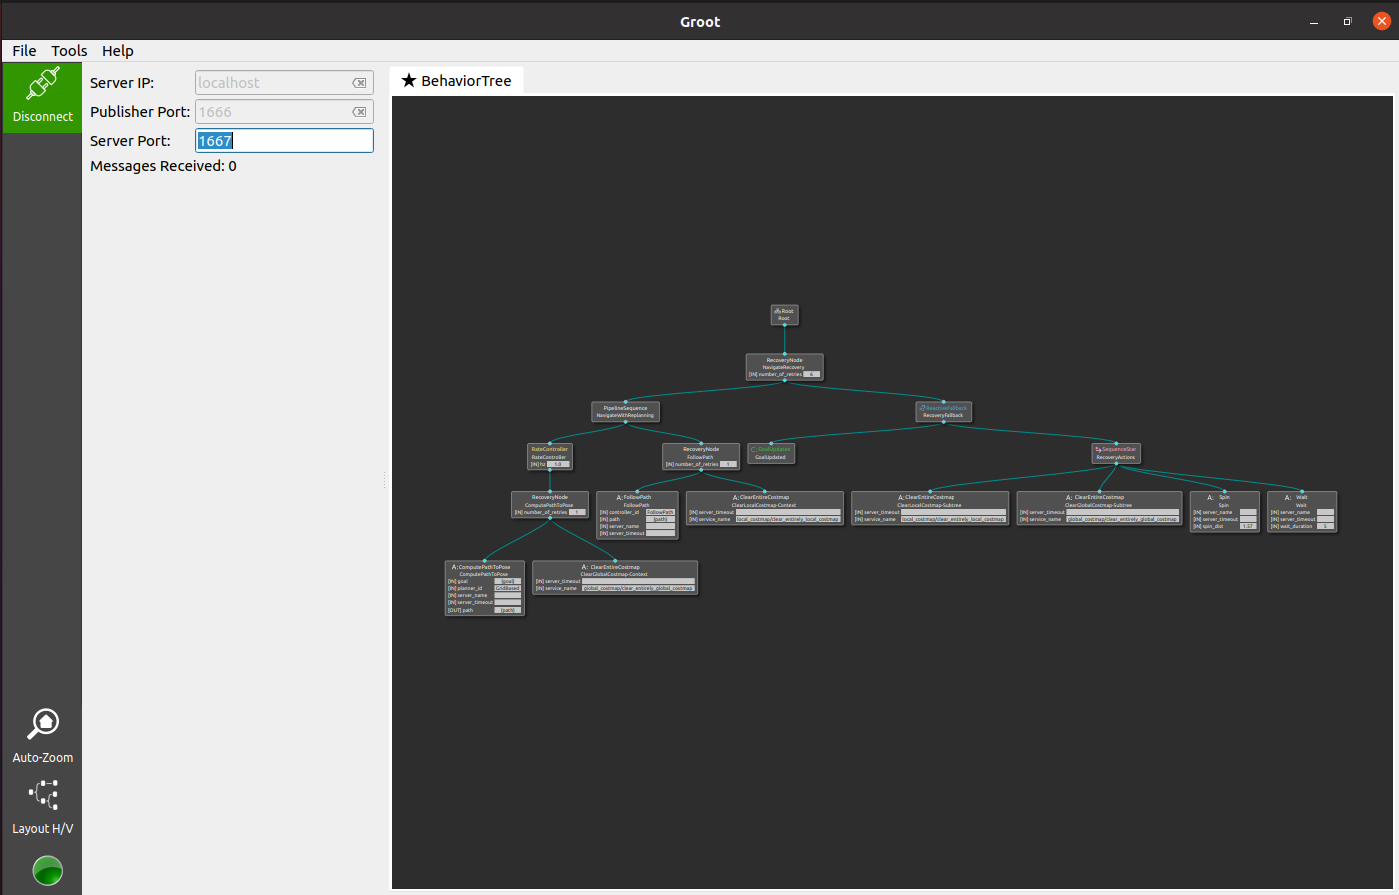 Groot
File Tools Help
Disconnect
Server IP: localhost
Publisher Port: 1666
Server Port: 1667
Messages Received: 0
BehaviorTree
Root
Root
RecoveryNode
NavigateRecovery
[IN] number_of_retries 6
PipelineSequence
NavigateWithReplanning
ReactiveFallback
RecoveryFallback
RateController
RateController
[IN] hz 1.0
RecoveryNode
FollowPath
[IN] number_of_retries 1
GoalUpdated
GoalUpdated
SequenceStar
RecoveryActions
RecoveryNode
ComputePathToPose
[IN] number_of_retries 1
A: FollowPath
FollowPath
[IN] controller_id FollowPath
[IN] path {path}
[IN] server_name
[IN] server_timeout
A: ClearEntireCostmap
ClearLocalCostmap-Context
[IN] server_timeout
[IN] service_name local_costmap/clear_entirely_local_costmap
A: ClearEntireCostmap
ClearLocalCostmap-Subtree
[IN] server_timeout
[IN] service_name local_costmap/clear_entirely_local_costmap
A: ClearEntireCostmap
ClearGlobalCostmap-Subtree
[IN] server_timeout
[IN] service_name global_costmap/clear_entirely_global_costmap
A: Spin
Spin
[IN] server_name
[IN] server_timeout
[IN] spin_dist 1.57
A: Wait
Wait
[IN] server_name
[IN] server_timeout
[IN] wait_duration 5
A: ComputePathToPose
ComputePathToPose
[IN] goal {goal}
[IN] planner_id GridBased
[IN] server_name
[IN] server_timeout
[OUT] path {path}
A: ClearEntireCostmap
ClearGlobalCostmap-Context
[IN] server_timeout
[IN] service_name global_costmap/clear_entirely_global_costmap
Auto-Zoom
Layout H/V